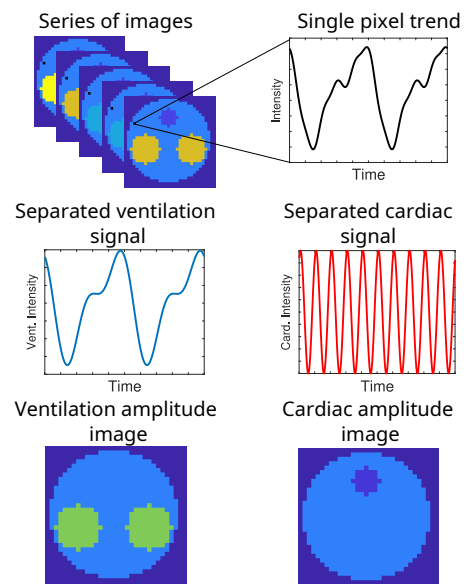 Series of images
Single pixel trend
Intensity
Time
Separated ventilation
signal
Separated cardiac
signal
Vent. Intensity
Time
Card. Intensity
Time
Ventilation amplitude
image
Cardiac amplitude
image